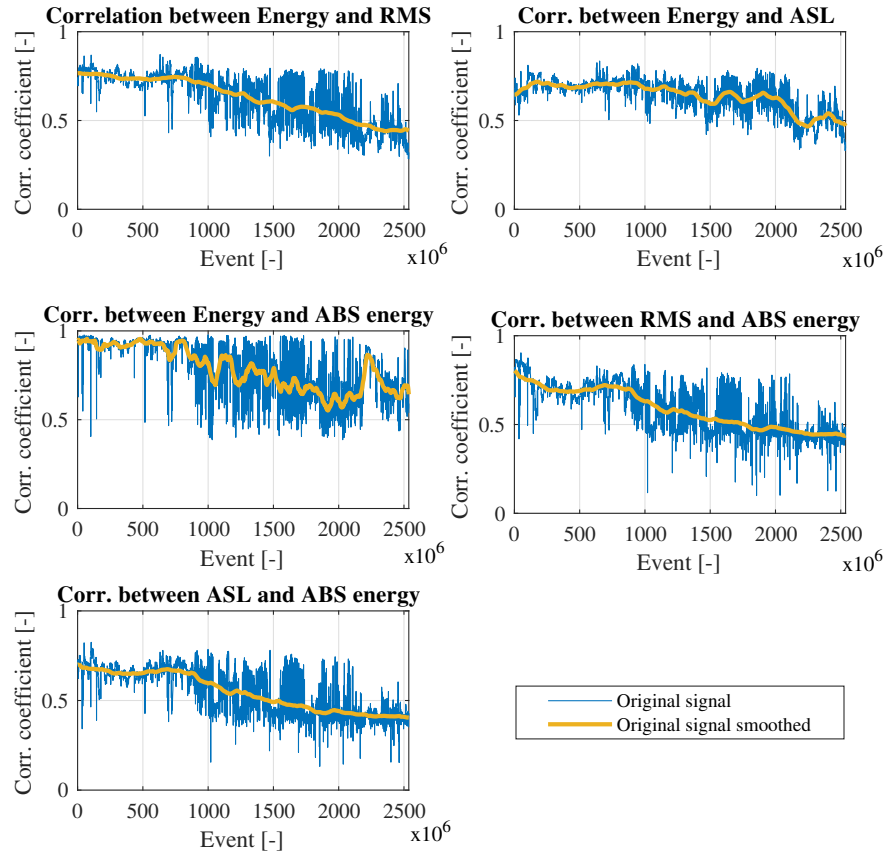 Correlation between Energy and RMS
Corr. coefficient [-]
1
0.5
0
0 500 1000 1500 2000 2500
Event [-]
x10^6
Corr. between Energy and ASL
Corr. coefficient [-]
1
0.5
0
0 500 1000 1500 2000 2500
Event [-]
x10^6
Corr. between Energy and ABS energy
Corr. coefficient [-]
1
0.5
0
0 500 1000 1500 2000 2500
Event [-]
x10^6
Corr. between RMS and ABS energy
Corr. coefficient [-]
1
0.5
0
0 500 1000 1500 2000 2500
Event [-]
x10^6
Corr. between ASL and ABS energy
Corr. coefficient [-]
1
0.5
0
0 500 1000 1500 2000 2500
Event [-]
x10^6
Original signal
Original signal smoothed